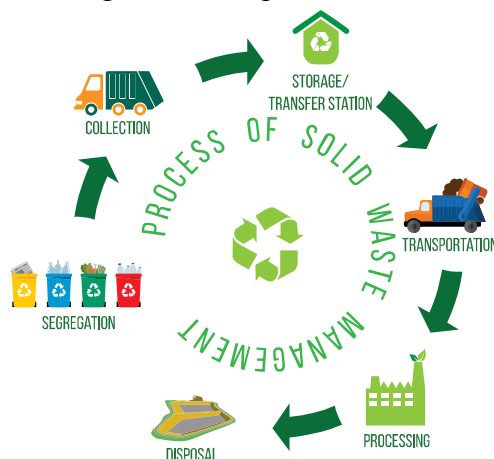 STORAGE/
TRANSFER STATION
COLLECTION
PROCESS OF SOLID WASTE MANAGEMENT
TRANSPORTATION
SEGREGATION
PROCESSING
DISPOSAL